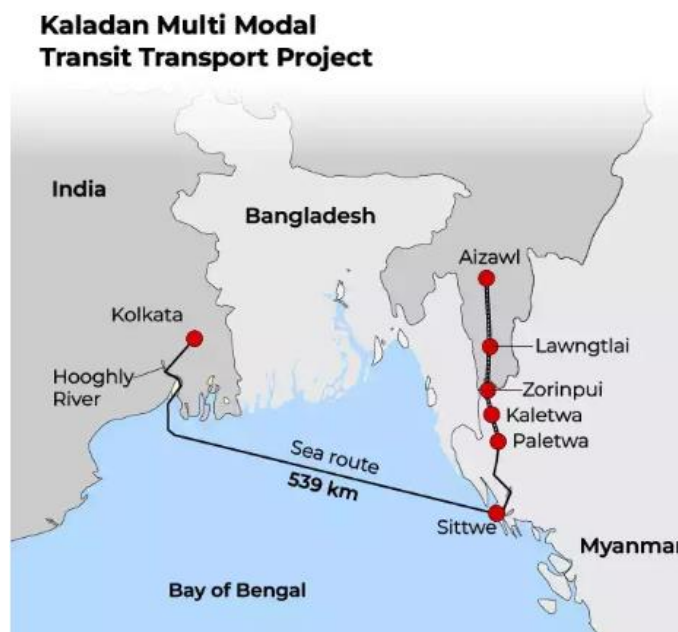 Kaladan Multi Modal
Transit Transport Project
India
Bangladesh
Aizawl
Kolkata
Lawngtlai
Hooghly
River
Zorinpui
Kaletwa
Paletwa
Sea route
539 km
Sittwe
Myanmar
Bay of Bengal